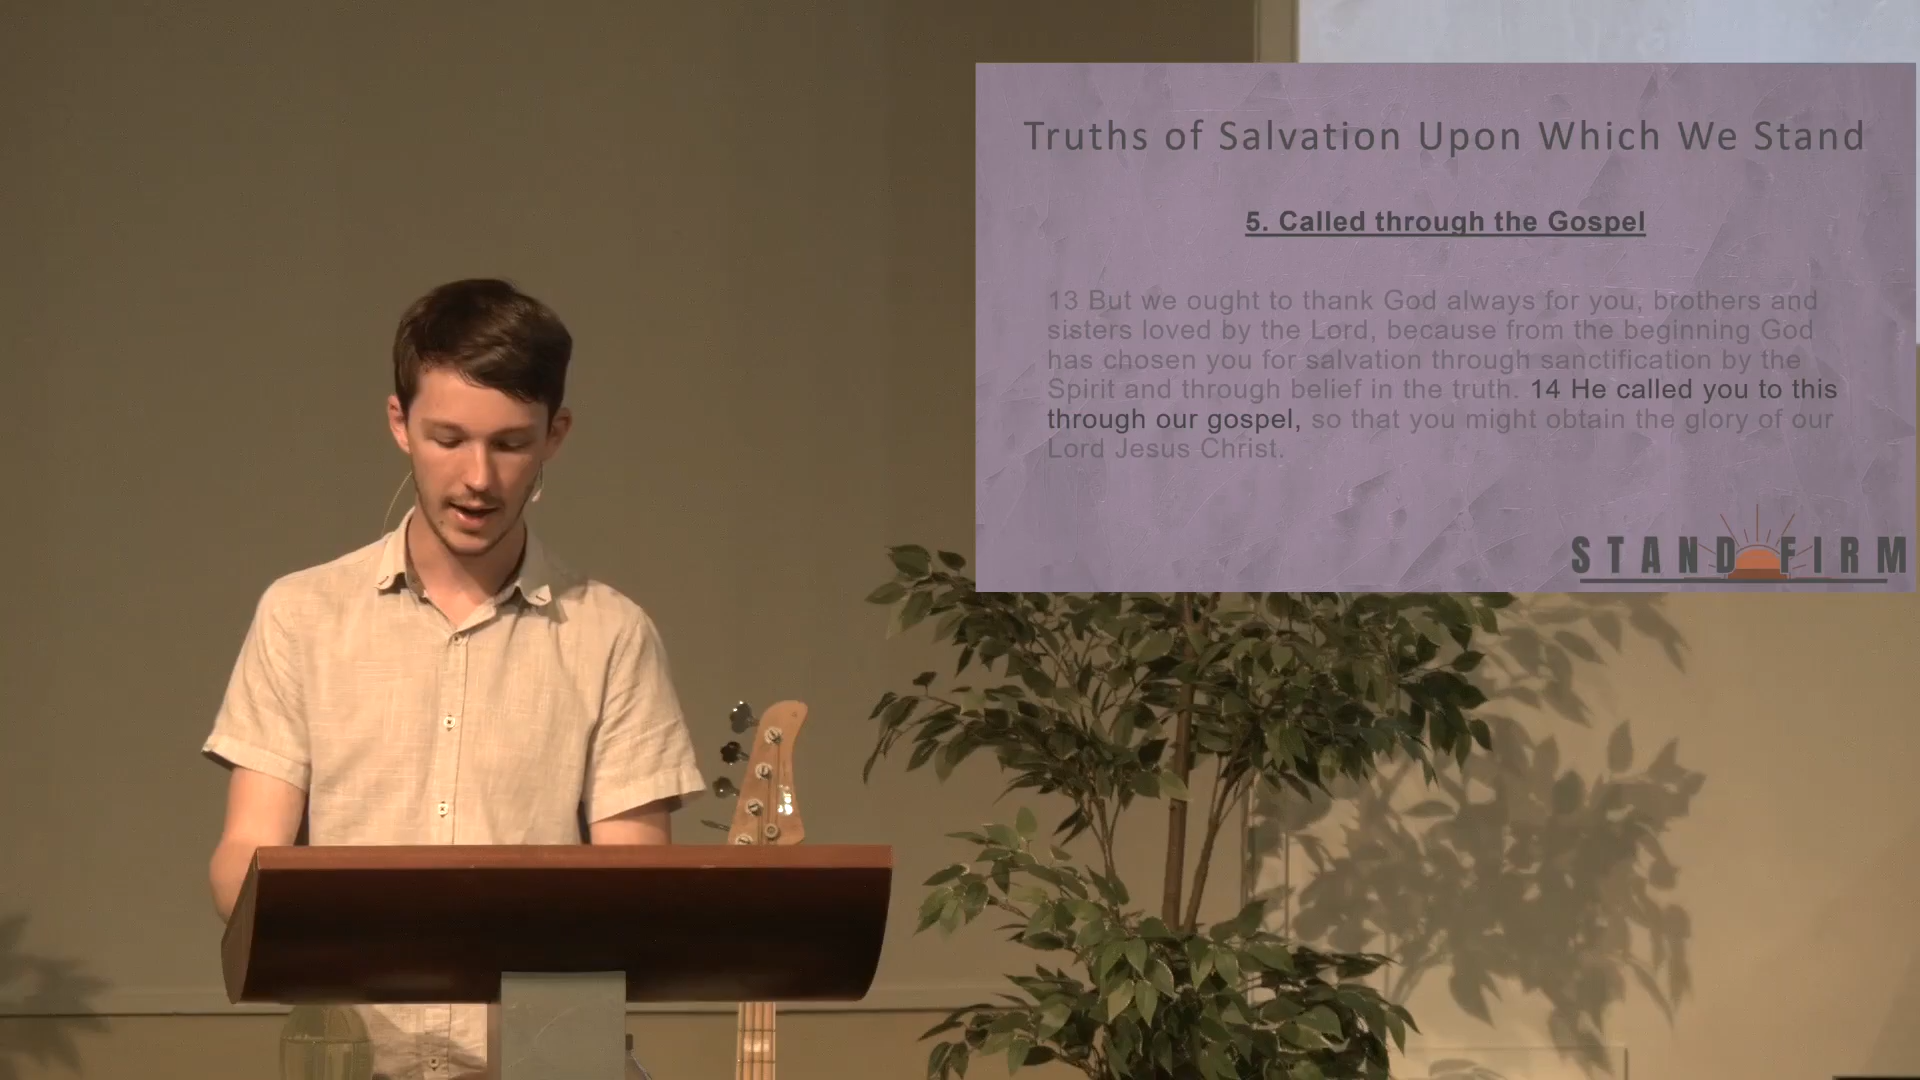 Truths of Salvation Upon Which We Stand
5. Called through the Gospel
13 But we ought to thank God always for you, brothers and
sisters loved by the Lord, because from the beginning God
has chosen you for salvation through sanctification by the
Spirit and through belief in the truth. 14 He called you to this
through our gospel, so that you might obtain the glory of our
Lord Jesus Christ.
STAND FIRM